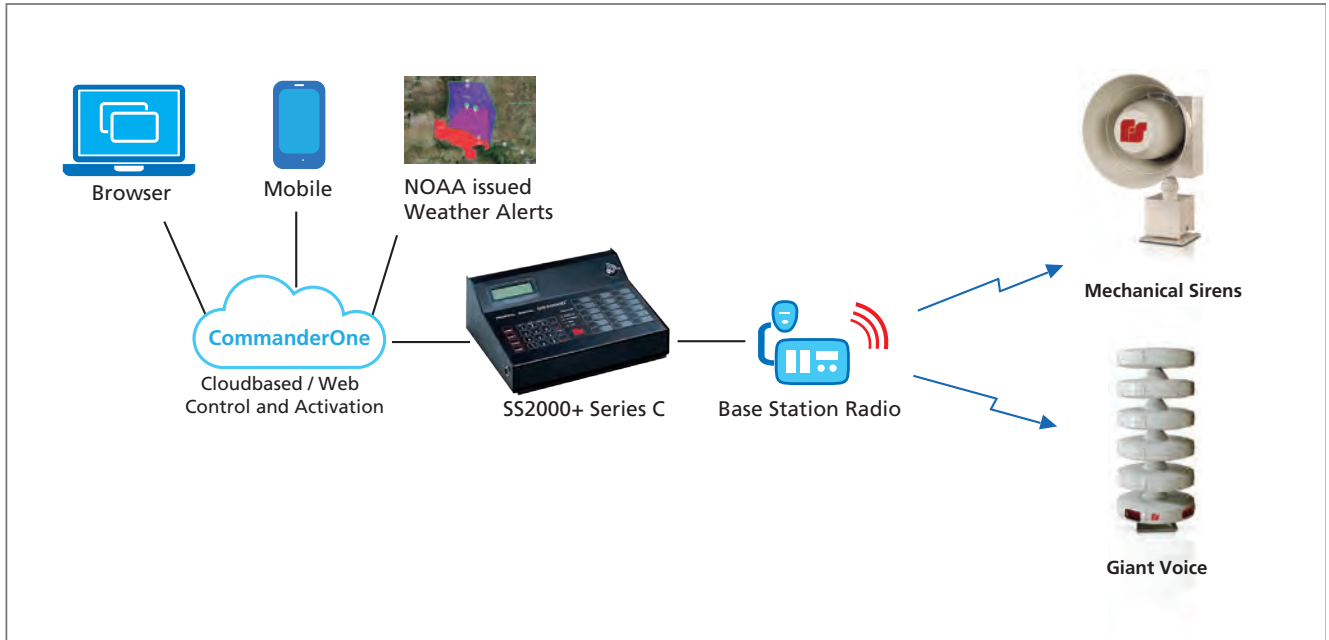 Browser
Mobile
NOAA issued
Weather Alerts
CommanderOne
Cloudbased / Web
Control and Activation
SS2000+ Series C
Base Station Radio
Mechanical Sirens
Giant Voice